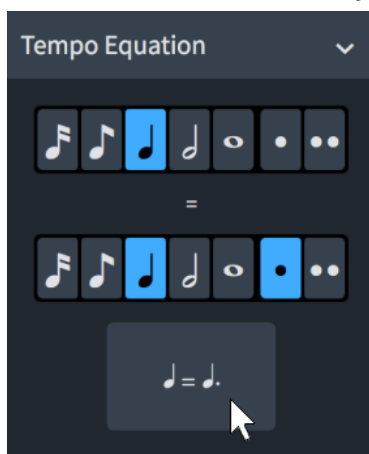 Tempo Equation
=
=